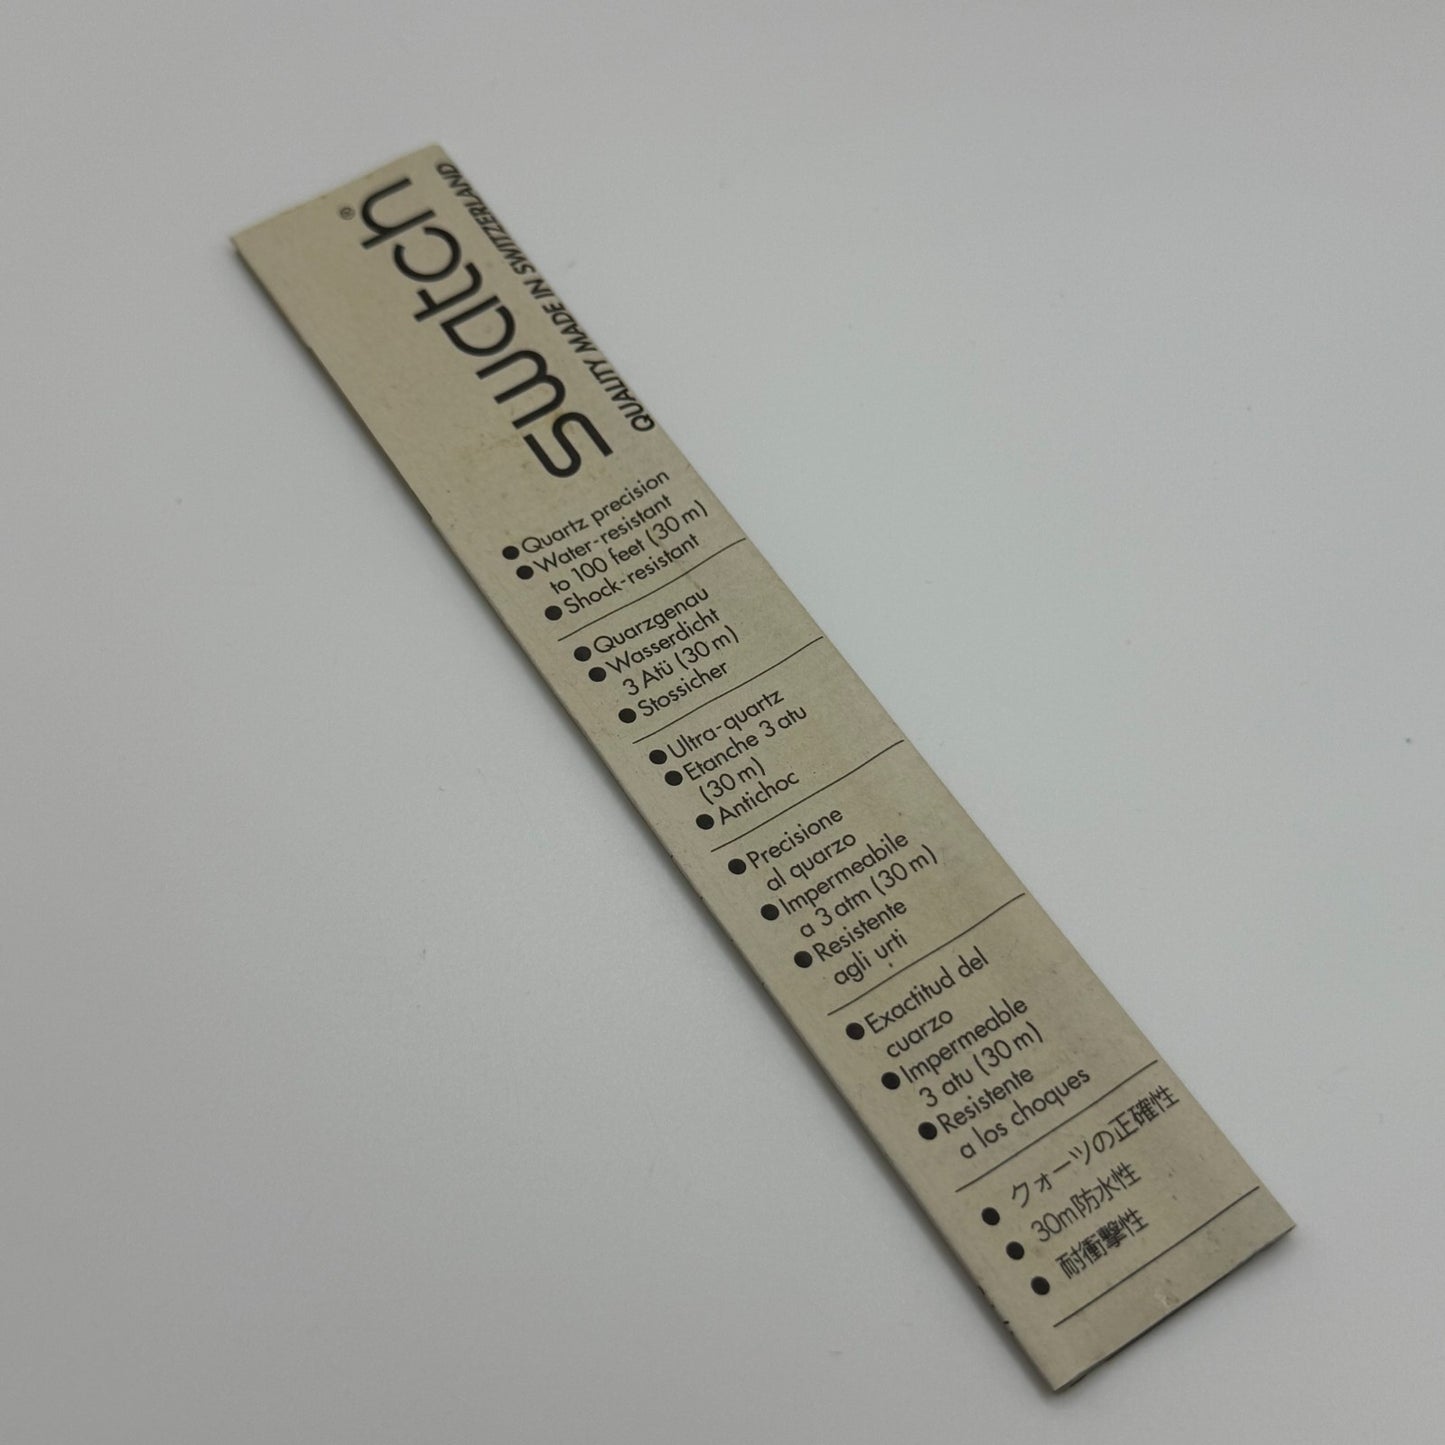 swatch®
QUALITY MADE IN SWITZERLAND
● Quartz precision
● Water-resistant
to 100 feet (30 m)
● Shock-resistant
● Quarzgenau
● Wasserdicht
3 Atü (30 m)
● Stossicher
● Ultra-quartz
● Etanche 3 atu
(30 m)
● Antichoc
● Precisione
al quarzo
● Impermeabile
a 3 atm (30 m)
● Resistente
agli urti
● Exactitud del
cuarzo
● Impermeable
3 atu (30 m)
● Resistente
a los choques
● クォーツの正確性
● 30m防水性
● 耐衝撃性